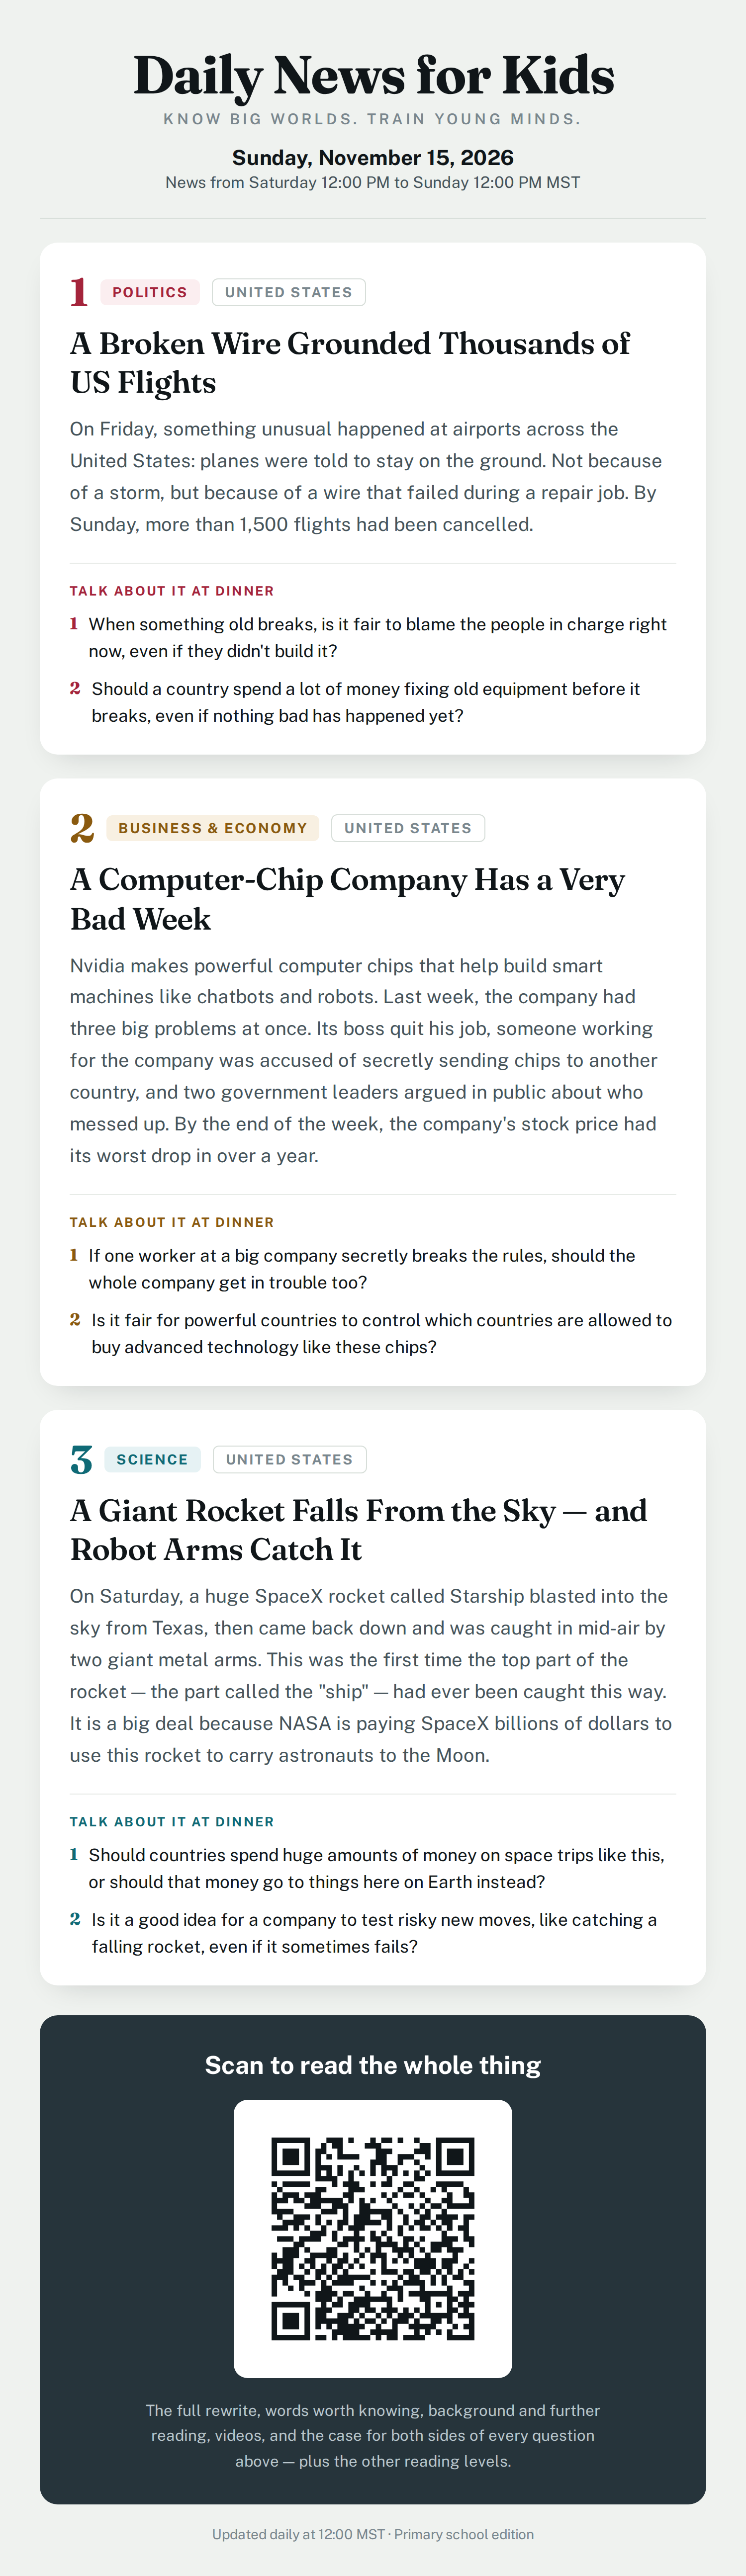 Daily News for Kids
KNOW BIG WORLDS. TRAIN YOUNG MINDS.
Sunday, November 15, 2026
News from Saturday 12:00 PM to Sunday 12:00 PM MST
1 POLITICS UNITED STATES
A Broken Wire Grounded Thousands of
US Flights
On Friday, something unusual happened at airports across the
United States: planes were told to stay on the ground. Not because
of a storm, but because of a wire that failed during a repair job. By
Sunday, more than 1,500 flights had been cancelled.
TALK ABOUT IT AT DINNER
1 When something old breaks, is it fair to blame the people in charge right
now, even if they didn't build it?
2 Should a country spend a lot of money fixing old equipment before it
breaks, even if nothing bad has happened yet?
2 BUSINESS & ECONOMY UNITED STATES
A Computer-Chip Company Has a Very
Bad Week
Nvidia makes powerful computer chips that help build smart
machines like chatbots and robots. Last week, the company had
three big problems at once. Its boss quit his job, someone working
for the company was accused of secretly sending chips to another
country, and two government leaders argued in public about who
messed up. By the end of the week, the company's stock price had
its worst drop in over a year.
TALK ABOUT IT AT DINNER
1 If one worker at a big company secretly breaks the rules, should the
whole company get in trouble too?
2 Is it fair for powerful countries to control which countries are allowed to
buy advanced technology like these chips?
3 SCIENCE UNITED STATES
A Giant Rocket Falls From the Sky — and
Robot Arms Catch It
On Saturday, a huge SpaceX rocket called Starship blasted into the
sky from Texas, then came back down and was caught in mid-air by
two giant metal arms. This was the first time the top part of the
rocket — the part called the "ship" — had ever been caught this way.
It is a big deal because NASA is paying SpaceX billions of dollars to
use this rocket to carry astronauts to the Moon.
TALK ABOUT IT AT DINNER
1 Should countries spend huge amounts of money on space trips like this,
or should that money go to things here on Earth instead?
2 Is it a good idea for a company to test risky new moves, like catching a
falling rocket, even if it sometimes fails?
Scan to read the whole thing
The full rewrite, words worth knowing, background and further
reading, videos, and the case for both sides of every question
above — plus the other reading levels.
Updated daily at 12:00 MST · Primary school edition